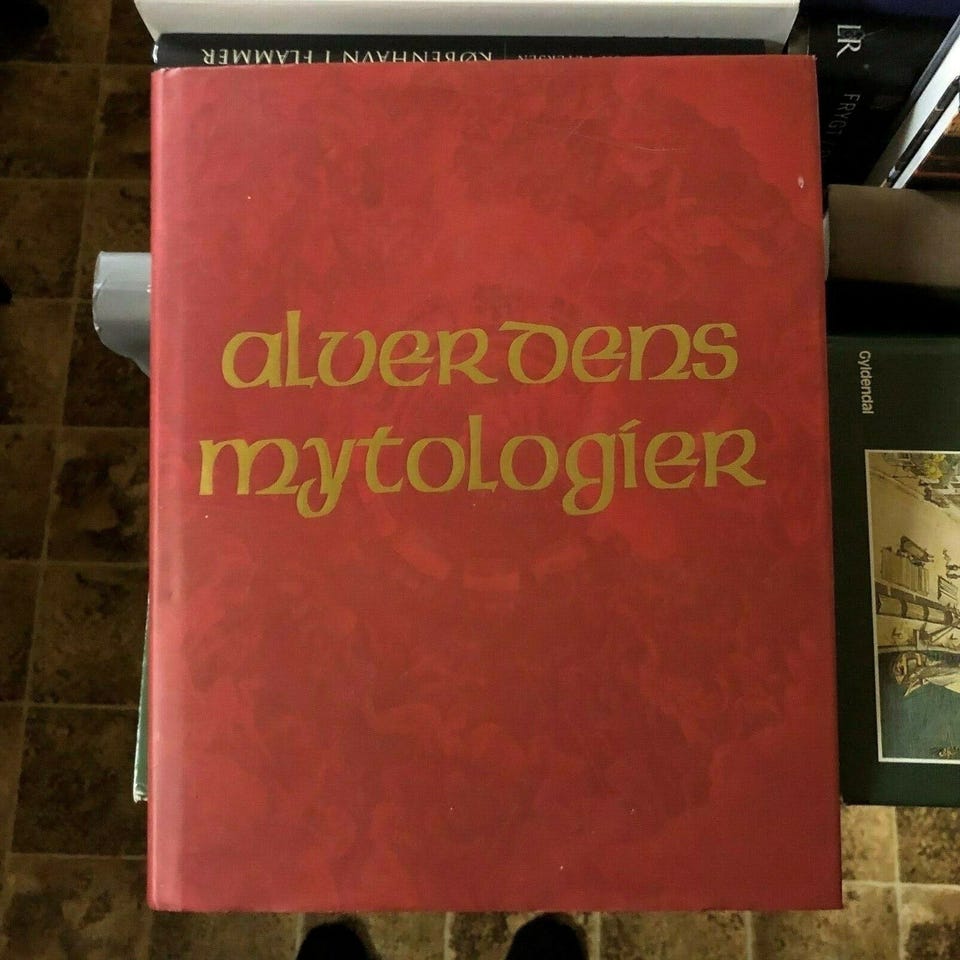 KØBENHAVN I FLAMMER
alverdens
mytologier
FRYGT
Gyldendal